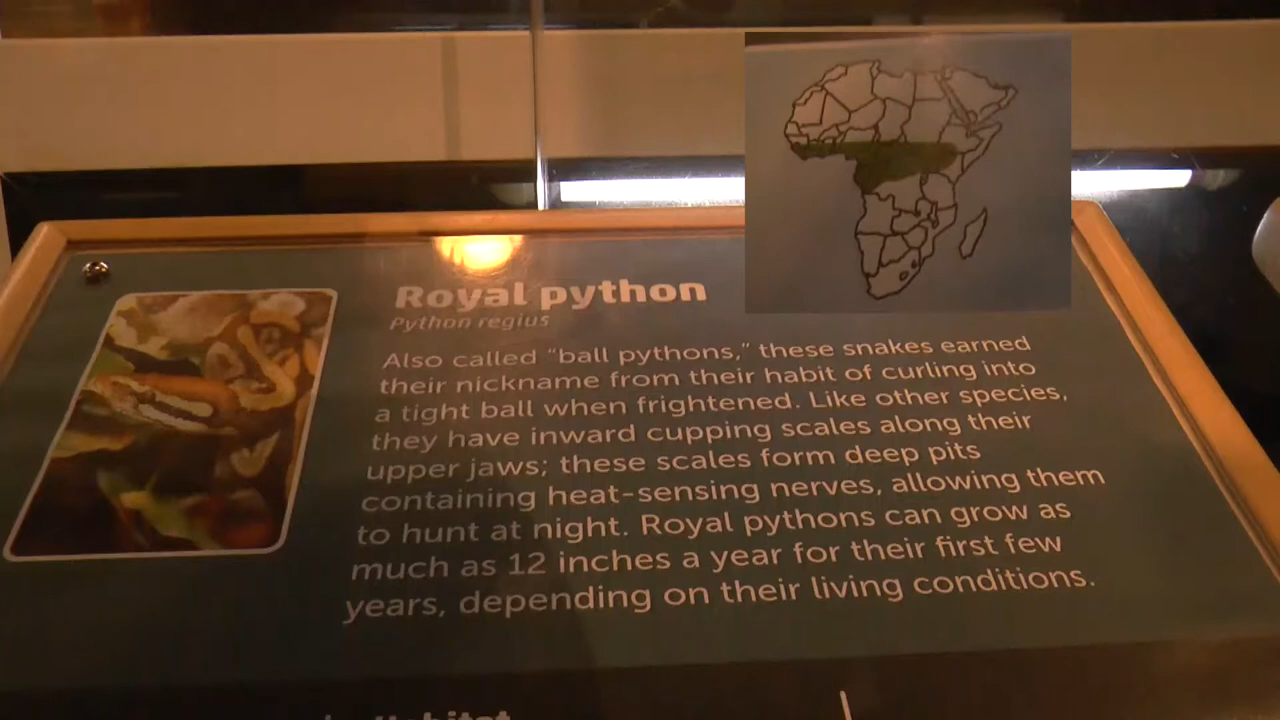 Royal python
Python regius
Also called “ball pythons,” these snakes earned
their nickname from their habit of curling into
a tight ball when frightened. Like other species,
they have inward cupping scales along their
upper jaws; these scales form deep pits
containing heat-sensing nerves, allowing them
to hunt at night. Royal pythons can grow as
much as 12 inches a year for their first few
years, depending on their living conditions.